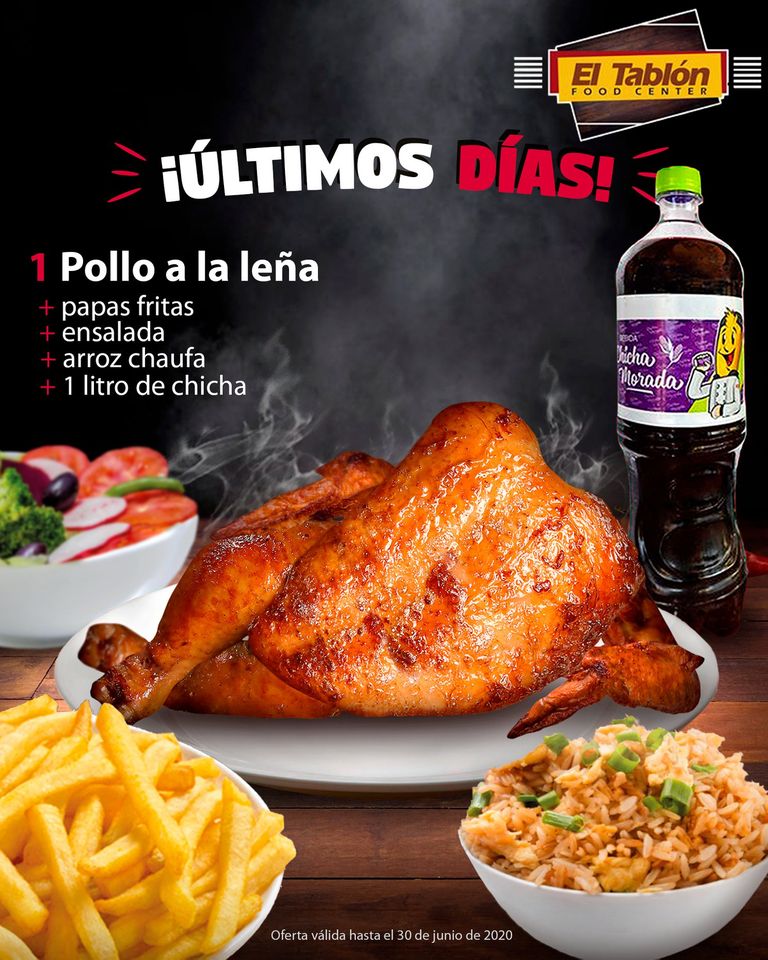 El Tablón
FOOD CENTER
¡ÚLTIMOS DÍAS!
1 Pollo a la leña
+ papas fritas
+ ensalada
+ arroz chaufa
+ 1 litro de chicha
BEBIDA
Chicha
Morada
Oferta válida hasta el 30 de junio de 2020